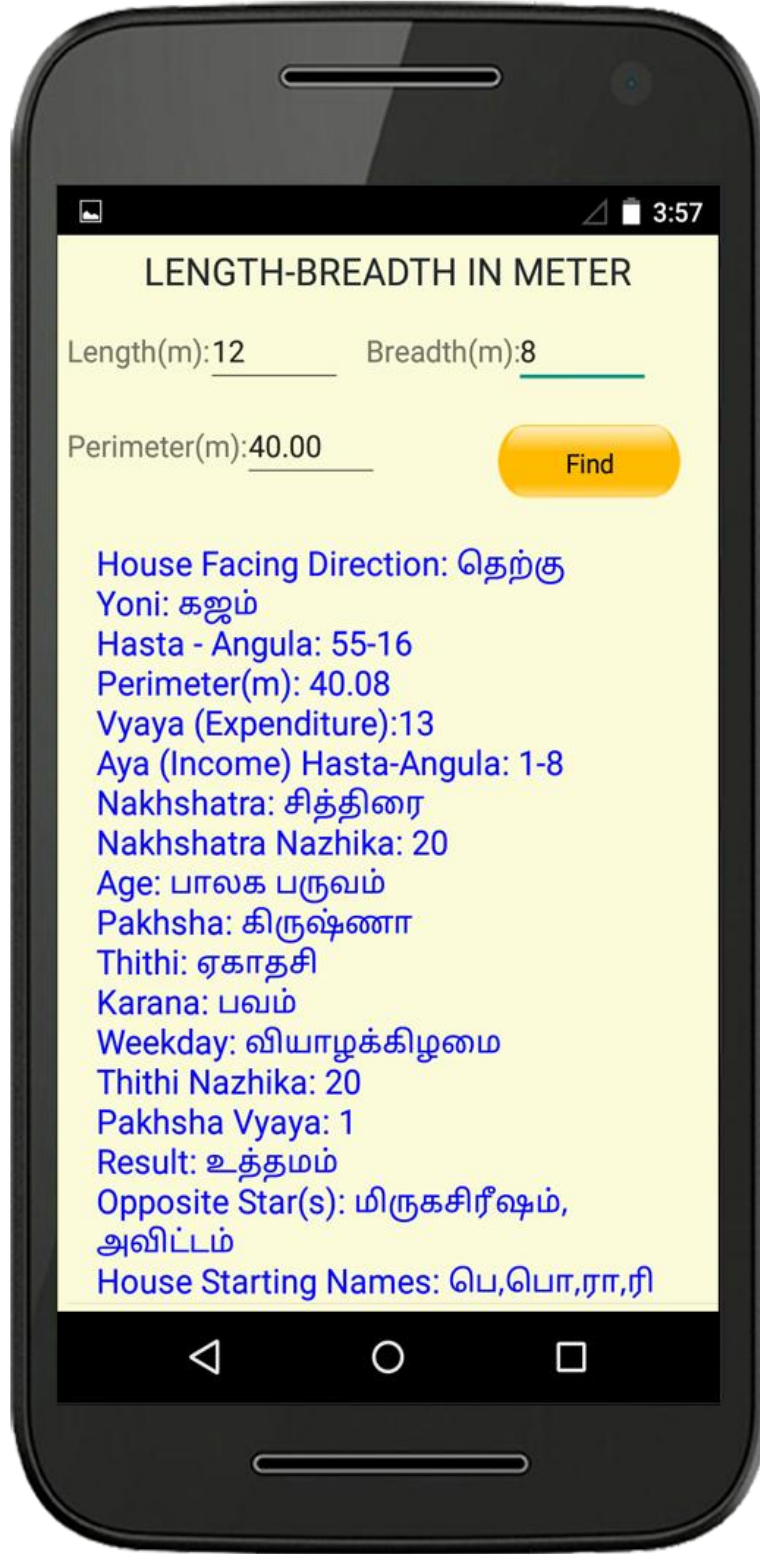 3:57
LENGTH-BREADTH IN METER
Length(m):12 Breadth(m):8
Perimeter(m):40.00
Find
House Facing Direction: தெற்கு
Yoni: கஜம்
Hasta - Angula: 55-16
Perimeter(m): 40.08
Vyaya (Expenditure):13
Aya (Income) Hasta-Angula: 1-8
Nakhshatra: சித்திரை
Nakhshatra Nazhika: 20
Age: பாலக பருவம்
Pakhsha: கிருஷ்ணா
Thithi: ஏகாதசி
Karana: பவம்
Weekday: வியாழக்கிழமை
Thithi Nazhika: 20
Pakhsha Vyaya: 1
Result: உத்தமம்
Opposite Star(s): மிருகசிரீஷம்,
அவிட்டம்
House Starting Names: பெ,பொ,ரா,ரி